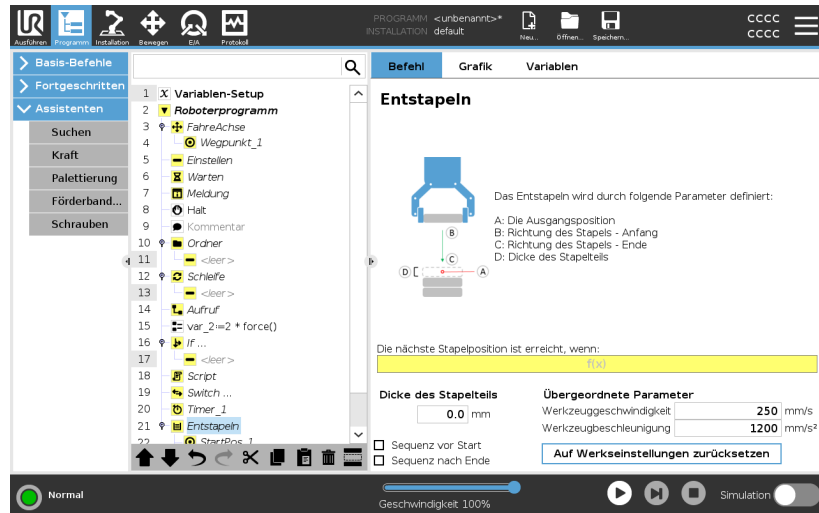 PROGRAMM <unbenannt>*
INSTALLATION default
UR
Ausführen Programm Installation Bewegen E/A Protokoll
Neu... Öffnen... Speichern...
CCCC
CCCC
Basis-Befehle
Fortgeschritten
Assistenten
Suchen
Kraft
Palettierung
Förderband...
Schrauben
1 X Variablen-Setup
2 Roboterprogramm
3 FahreAchse
4 Wegpunkt_1
5 Einstellen
6 Warten
7 Meldung
8 Halt
9 Kommentar
10 Ordner
11 <leer>
12 Schleife
13 <leer>
14 Aufruf
15 var_2:=2 * force()
16 If ...
17 <leer>
18 Script
19 Switch ...
20 Timer_1
21 Entstapeln
22 StartPos_1
Befehl Grafik Variablen
Entstapeln
Das Entstapeln wird durch folgende Parameter definiert:
A: Die Ausgangsposition
B: Richtung des Stapels - Anfang
C: Richtung des Stapels - Ende
D: Dicke des Stapelteils
B
C
D A
Die nächste Stapelposition ist erreicht, wenn:
f(x)
Dicke des Stapelteils
0.0 mm
Übergeordnete Parameter
Werkzeuggeschwindigkeit 250 mm/s
Werkzeugbeschleunigung 1200 mm/s²
Sequenz vor Start
Sequenz nach Ende
Auf Werkseinstellungen zurücksetzen
Normal
Geschwindigkeit 100%
Simulation